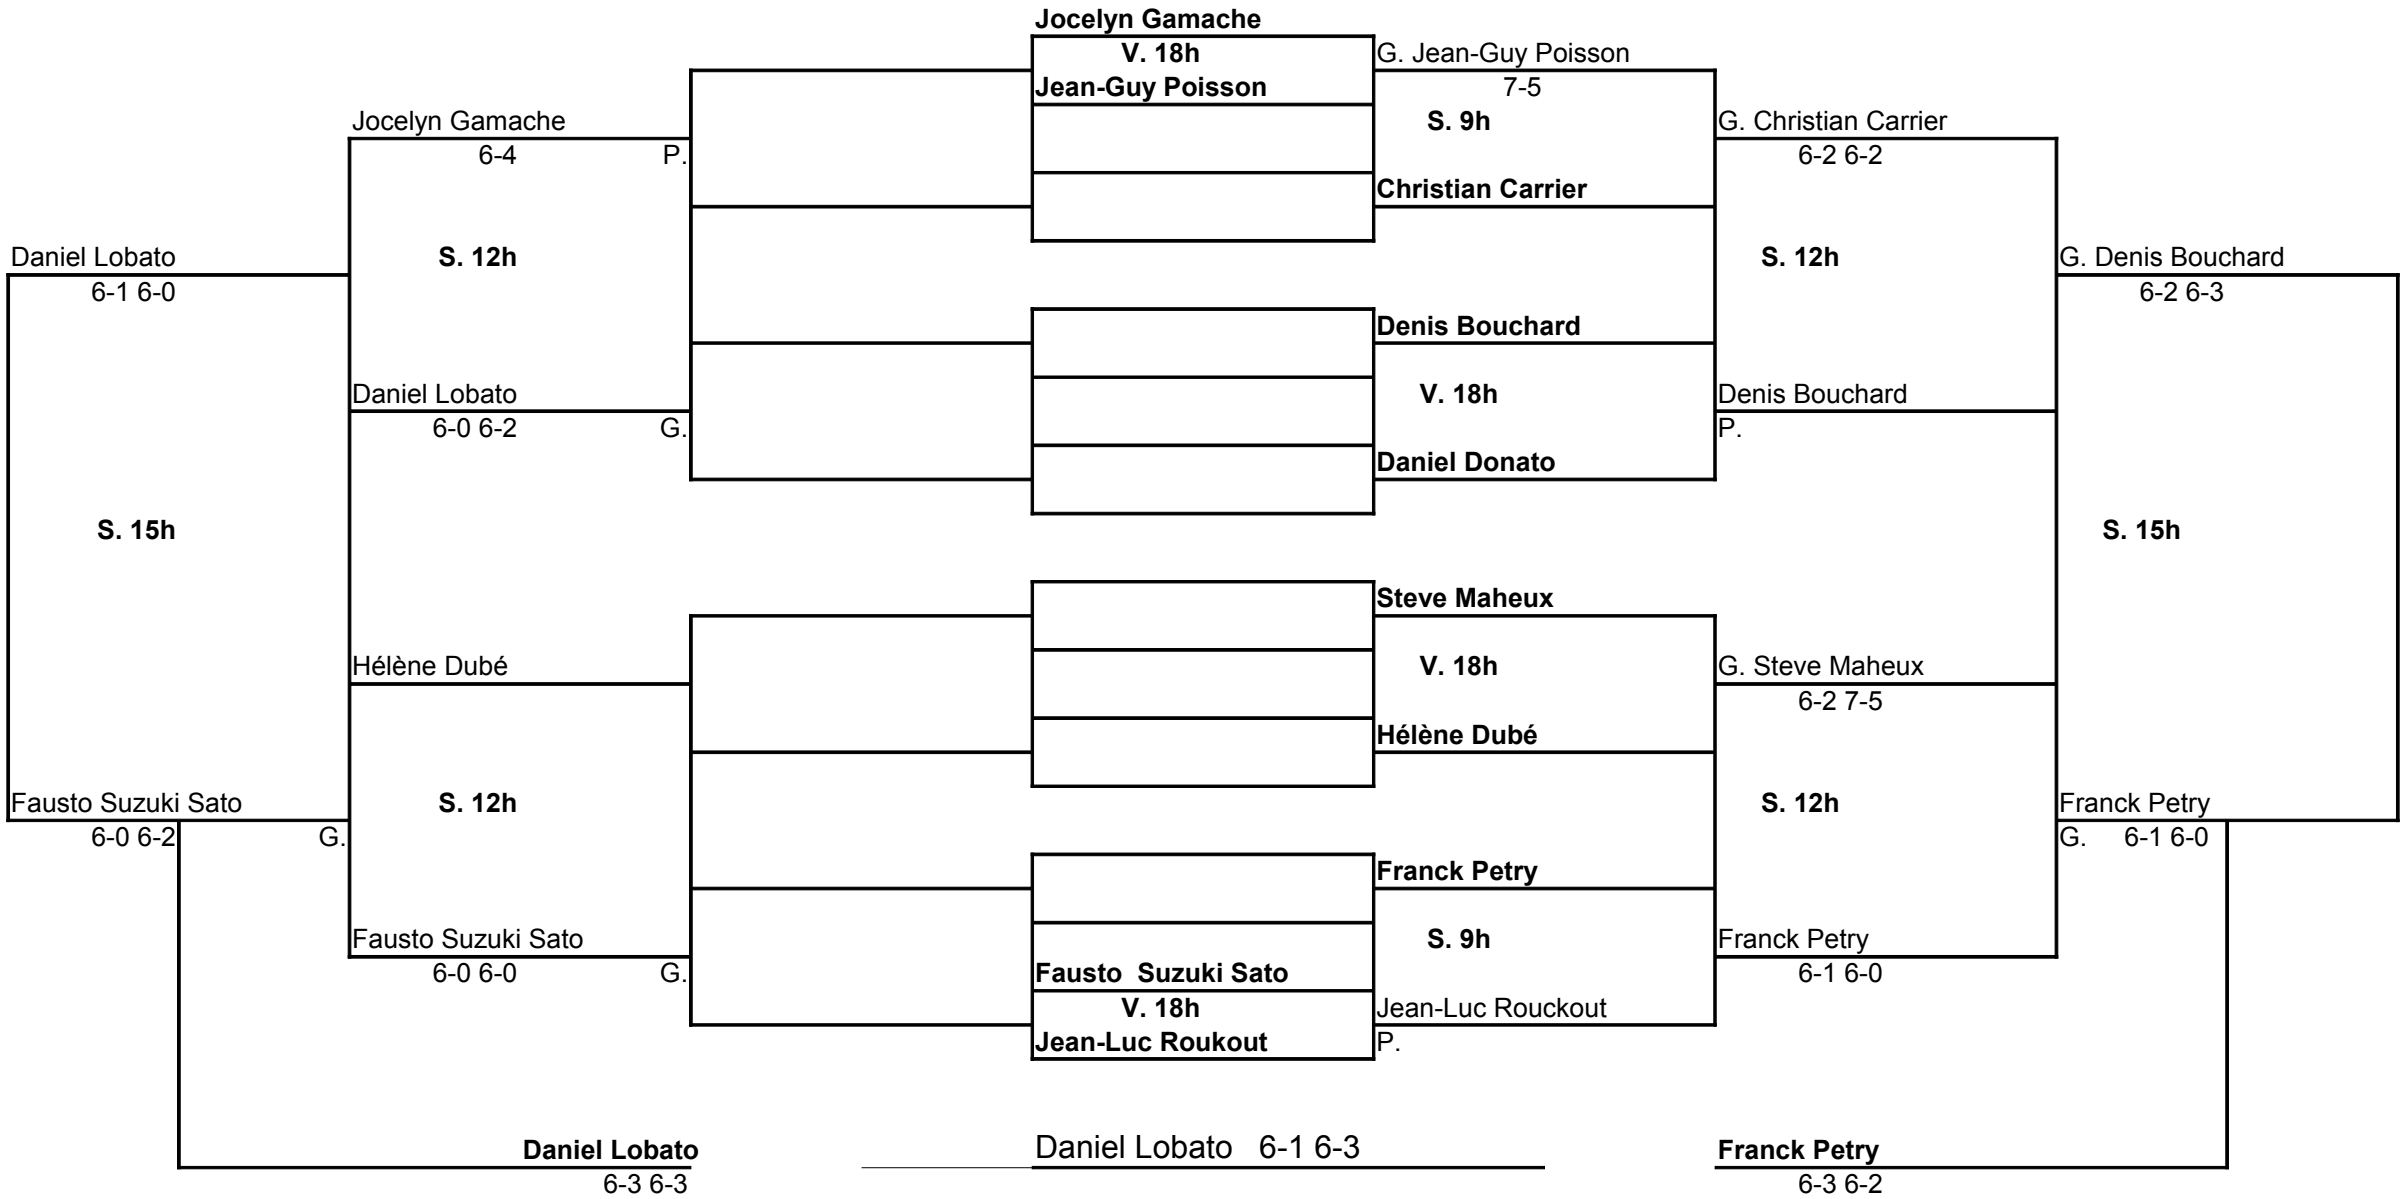 Jocelyn Gamache
V. 18h
G. Jean-Guy Poisson
Jean-Guy Poisson
7-5
Jocelyn Gamache
S. 9h
G. Christian Carrier
6-4
P.
6-2 6-2
Christian Carrier
Daniel Lobato
S. 12h
S. 12h
G. Denis Bouchard
6-1 6-0
6-2 6-3
Denis Bouchard
Daniel Lobato
V. 18h
Denis Bouchard
6-0 6-2
G.
P.
Daniel Donato
S. 15h
S. 15h
Steve Maheux
Hélène Dubé
V. 18h
G. Steve Maheux
6-2 7-5
Hélène Dubé
Fausto Suzuki Sato
S. 12h
S. 12h
Franck Petry
6-0 6-2
G.
G.
6-1 6-0
Franck Petry
Fausto Suzuki Sato
S. 9h
Franck Petry
6-0 6-0
G.
Fausto  Suzuki Sato
6-1 6-0
V. 18h
Jean-Luc Rouckout
Jean-Luc Roukout
P.
Daniel Lobato
Daniel Lobato   6-1 6-3
Franck Petry
6-3 6-3
6-3 6-2